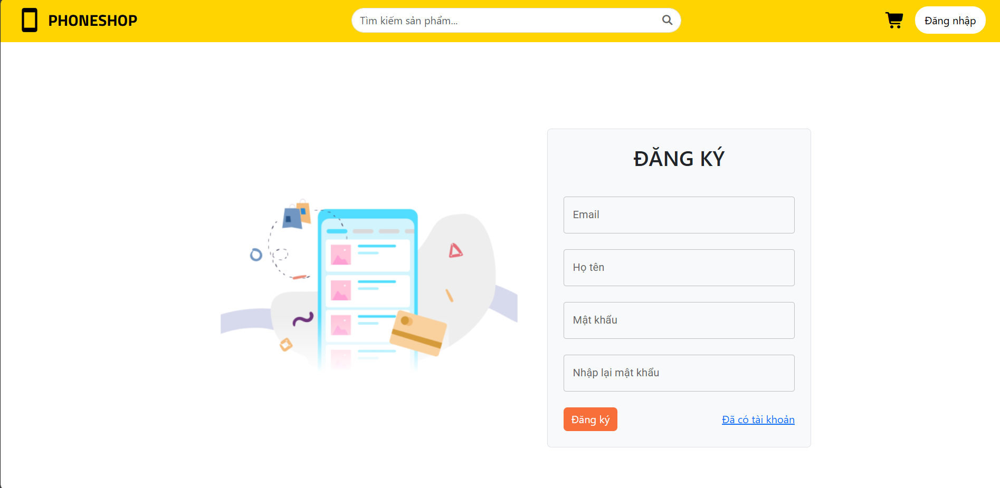 PHONESHOP
Tìm kiếm sản phẩm...
Đăng nhập
ĐĂNG KÝ
Email
Họ tên
Mật khẩu
Nhập lại mật khẩu
Đăng ký
Đã có tài khoản